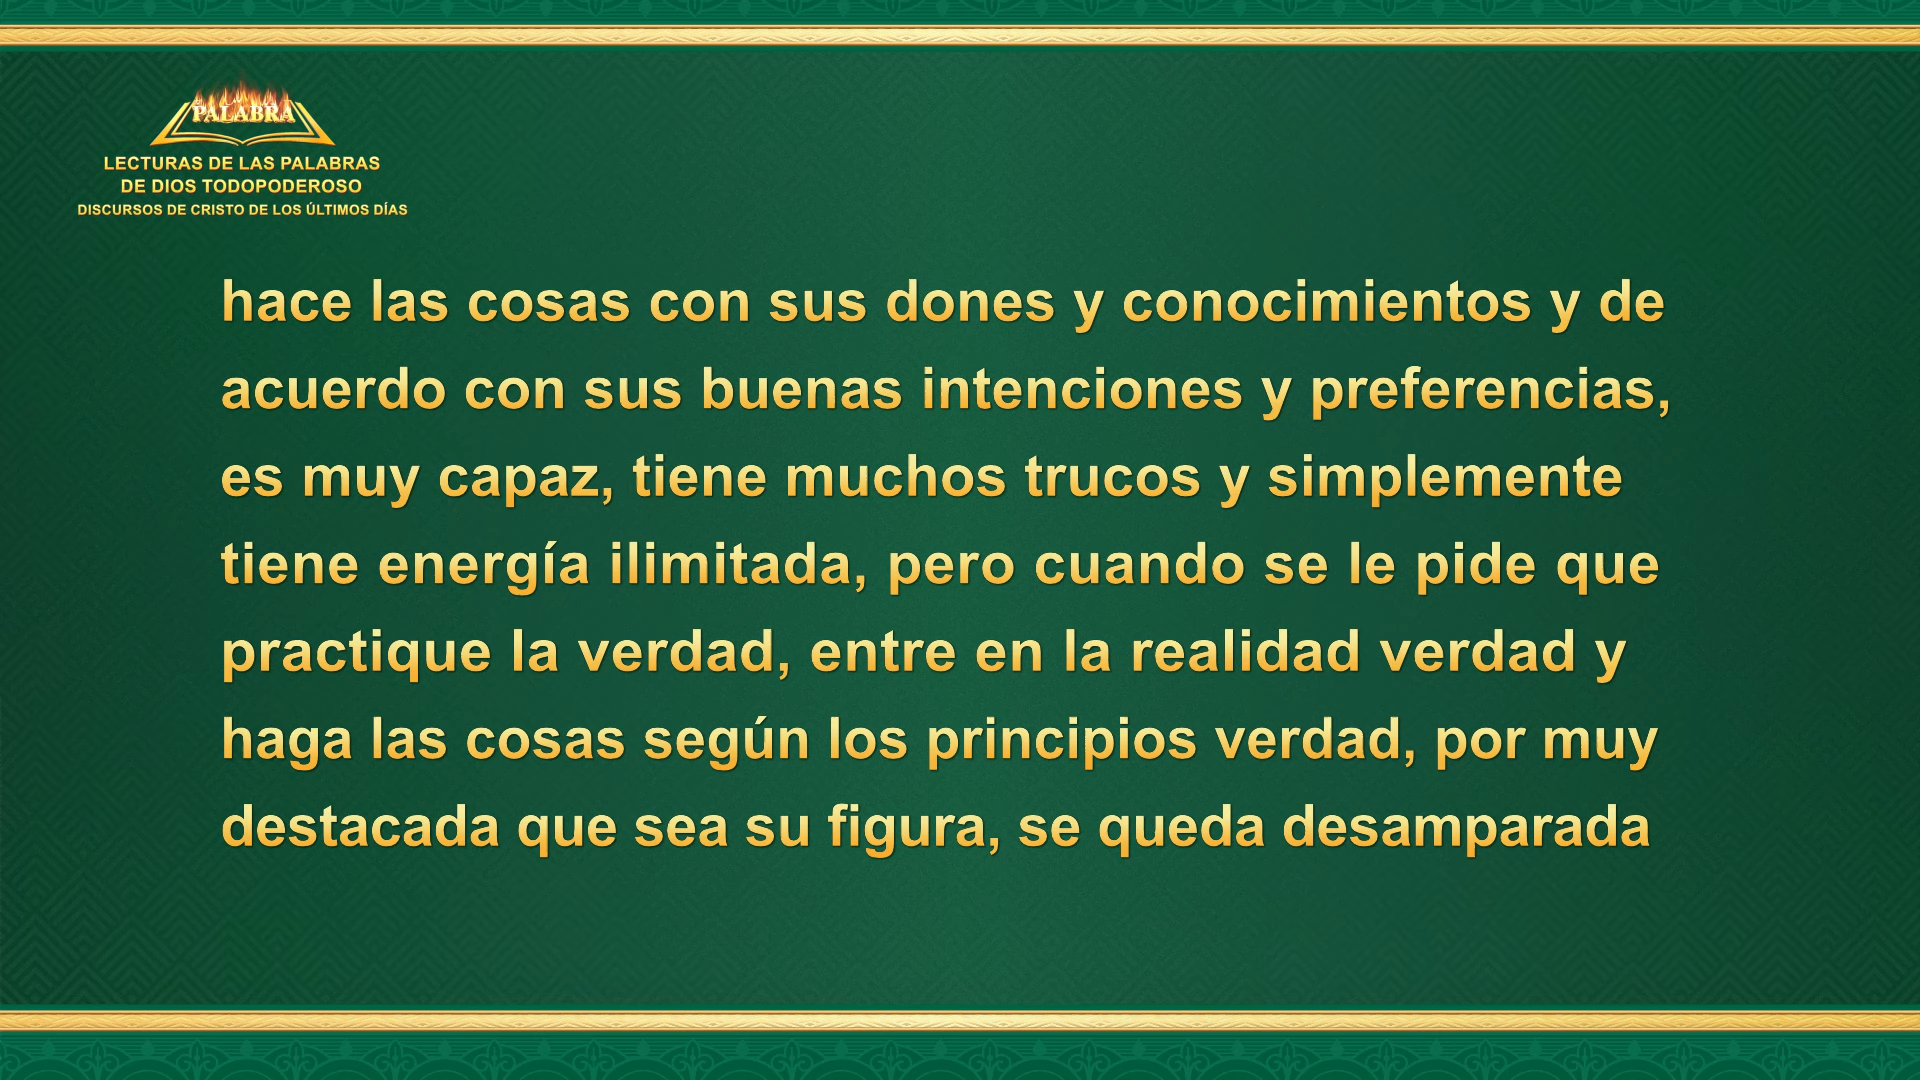 PALABRA
LECTURAS DE LAS PALABRAS
DE DIOS TODOPODEROSO
DISCURSOS DE CRISTO DE LOS ÚLTIMOS DÍAS
hace las cosas con sus dones y conocimientos y de
acuerdo con sus buenas intenciones y preferencias,
es muy capaz, tiene muchos trucos y simplemente
tiene energía ilimitada, pero cuando se le pide que
practique la verdad, entre en la realidad verdad y
haga las cosas según los principios verdad, por muy
destacada que sea su figura, se queda desamparada